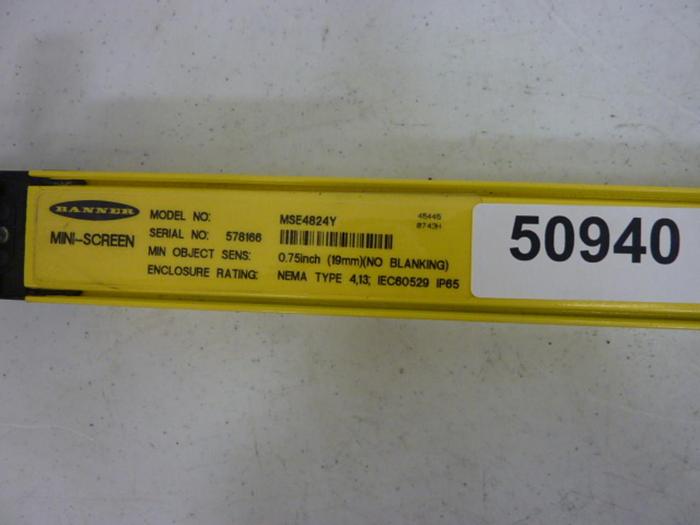 BANNER
MINI-SCREEN
MODEL NO: MSE4824Y
SERIAL NO: 578166
MIN OBJECT SENS: 0.75inch (19mm)(NO BLANKING)
ENCLOSURE RATING: NEMA TYPE 4,13; IEC60529 IP65
45445
0743H
50940